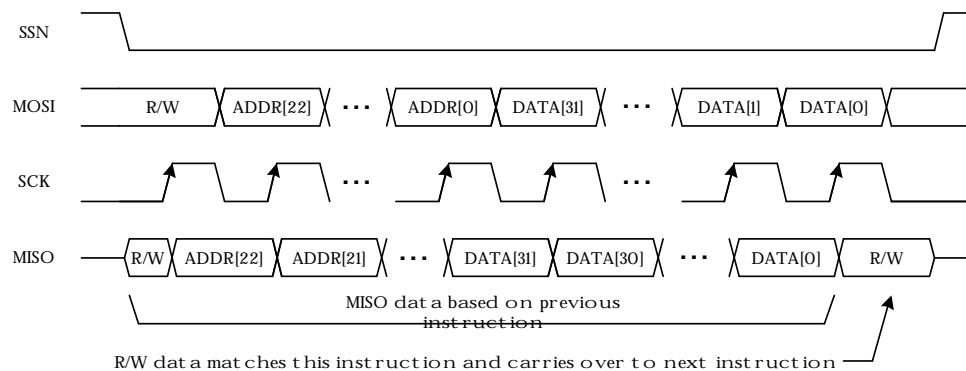 SSN
MOSI R/W ADDR[22] ... ADDR[0] DATA[31] ... DATA[1] DATA[0]
SCK ... ...
MISO R/W ADDR[22] ADDR[21] ... DATA[31] DATA[30] ... DATA[0] R/W
MISO data based on previous
instruction
R/W data matches this instruction and carries over to next instruction